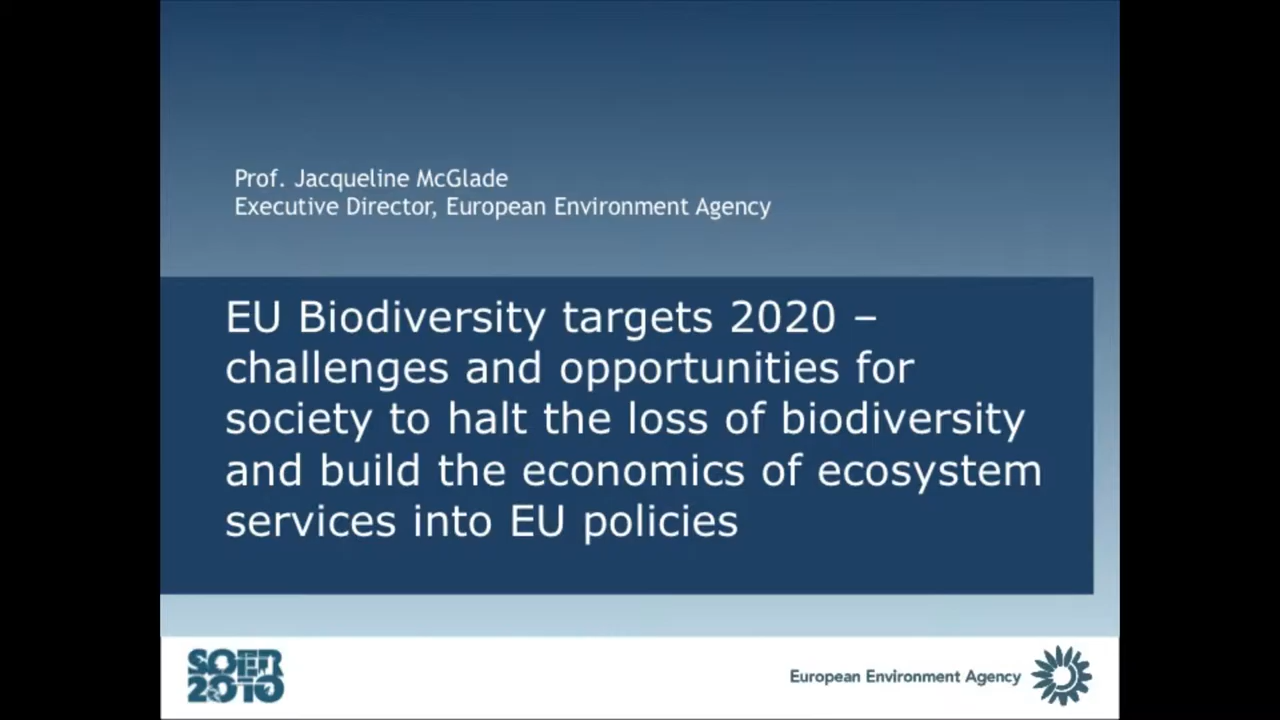 Prof. Jacqueline McGlade
Executive Director, European Environment Agency
EU Biodiversity targets 2020 –
challenges and opportunities for
society to halt the loss of biodiversity
and build the economics of ecosystem
services into EU policies
SOER
2010
European Environment Agency